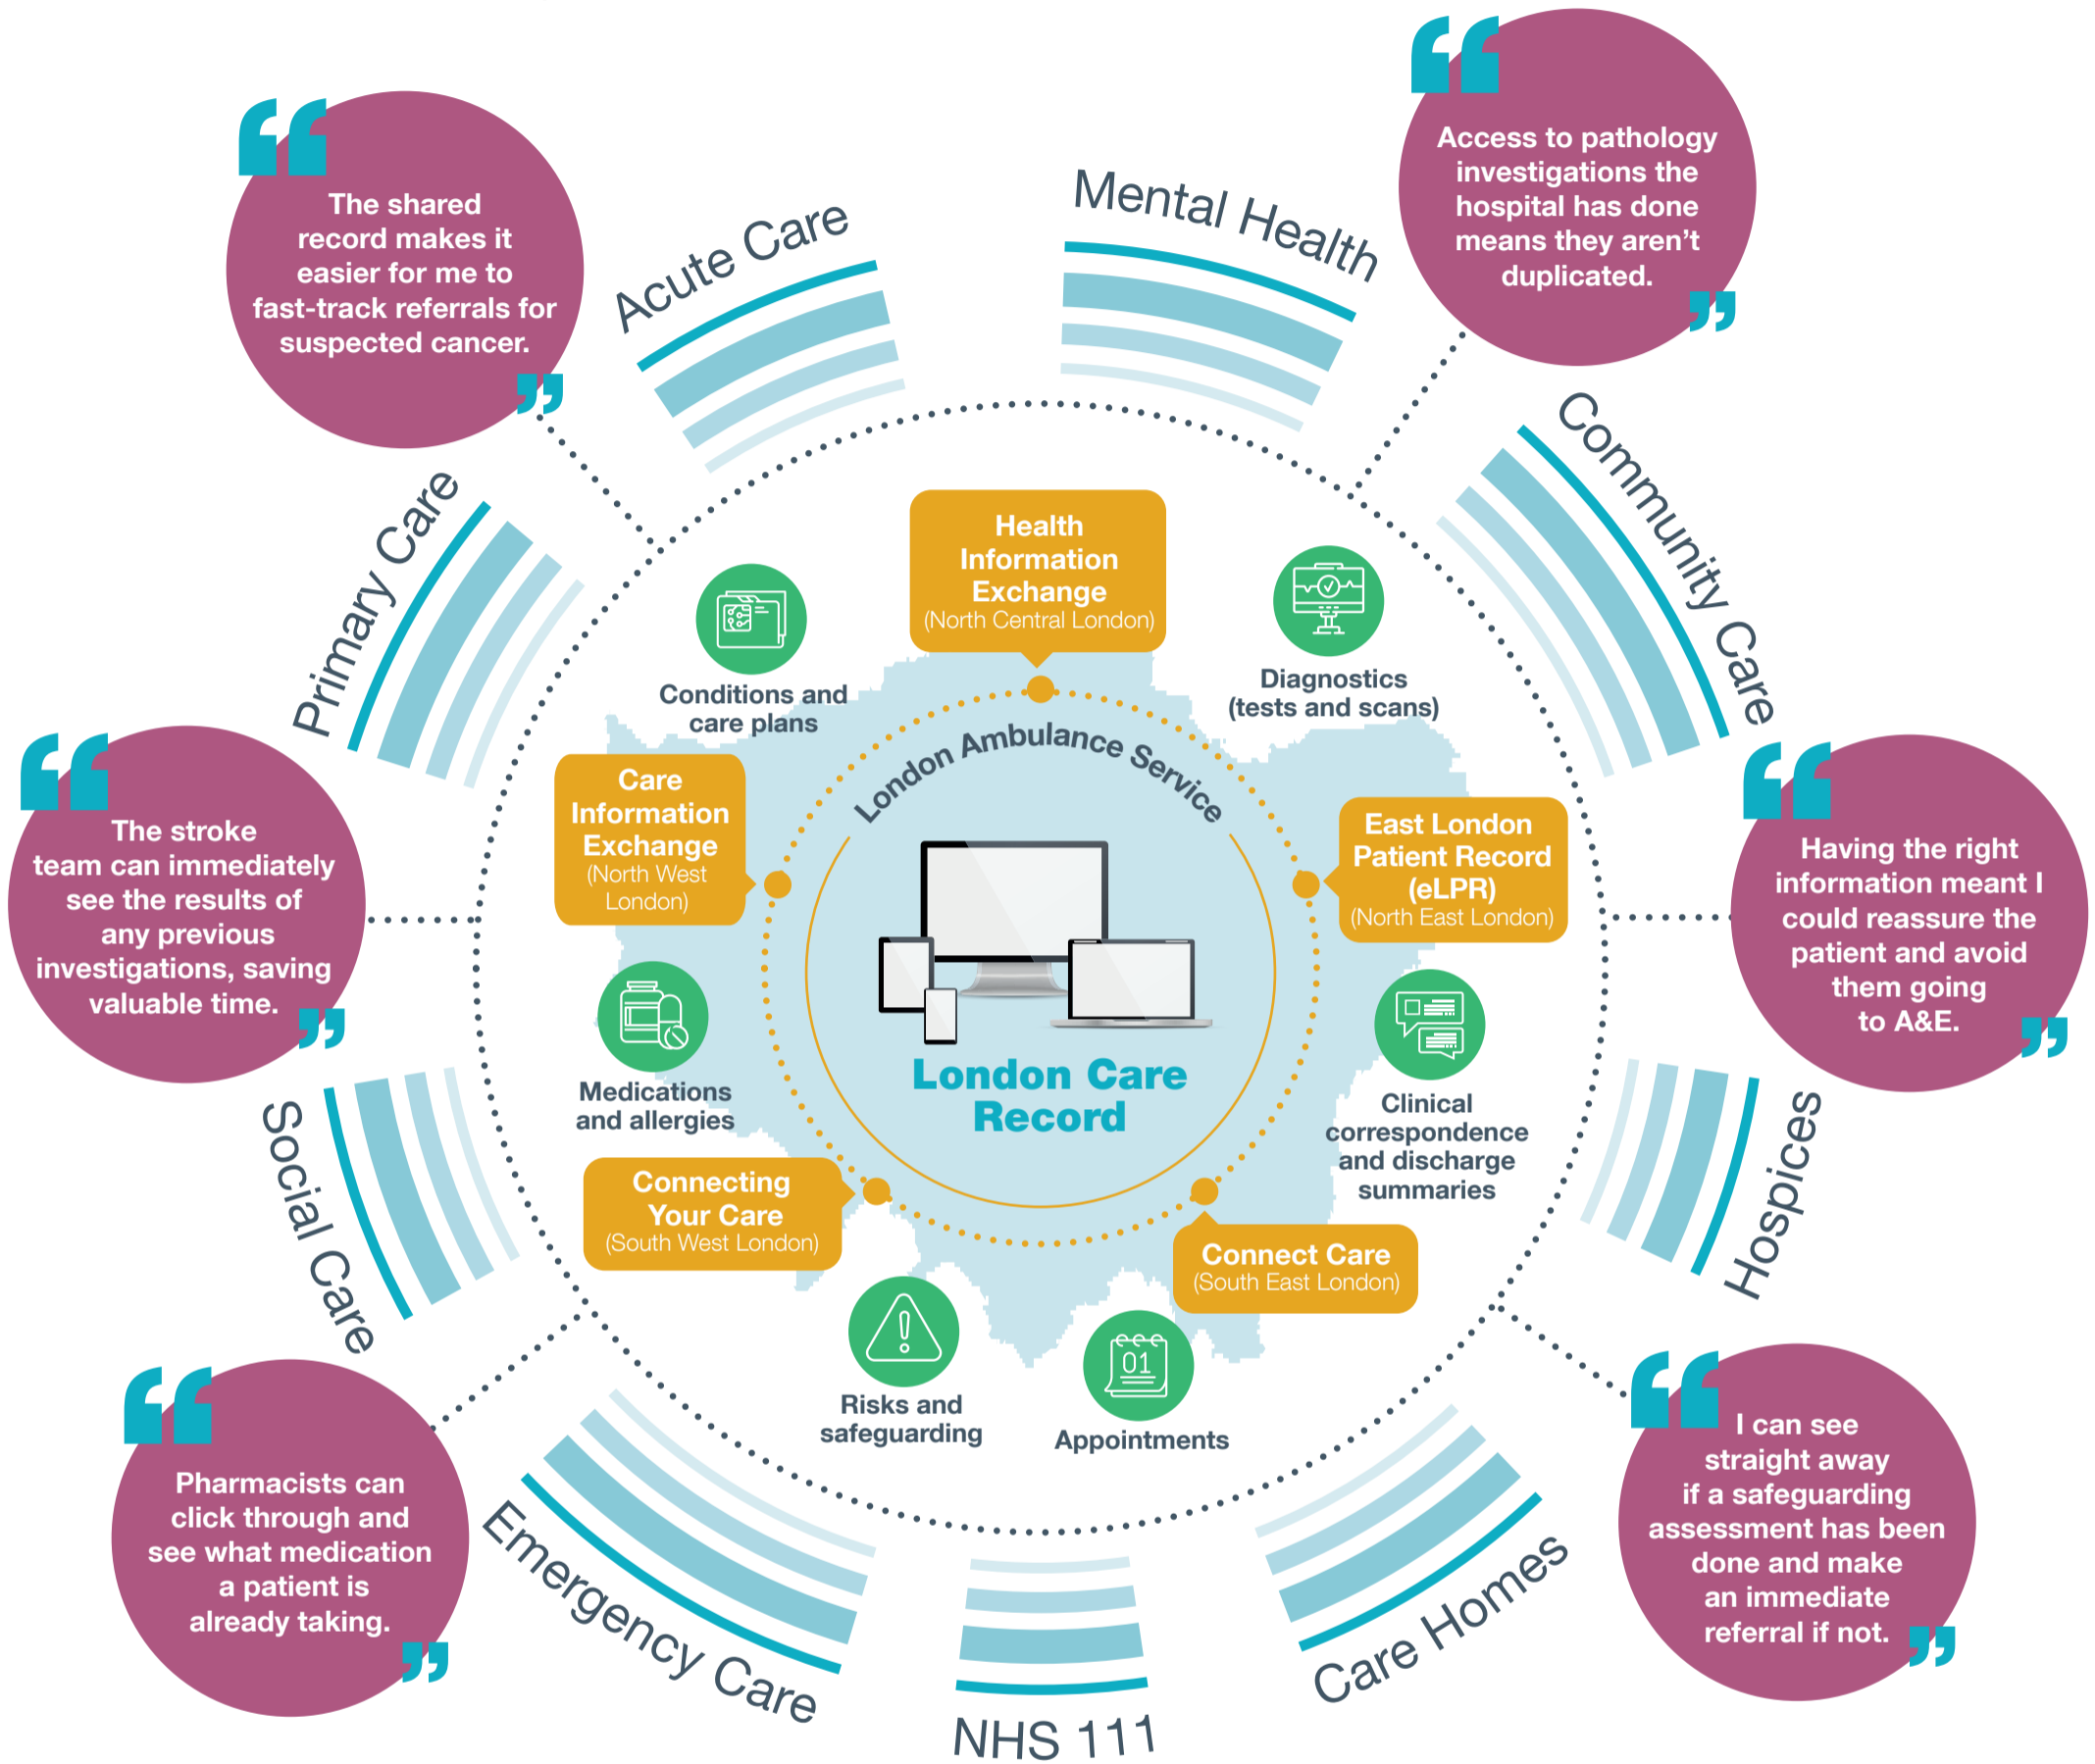 The shared
record makes it
easier for me to
fast-track referrals for
suspected cancer.
Acute Care
Mental Health
Access to pathology
investigations the
hospital has done
means they aren't
duplicated.
Primary Care
Community Care
Health
Information
Exchange
(North Central London)
Conditions and
care plans
Diagnostics
(tests and scans)
London Ambulance Service
Care
Information
Exchange
(North West
London)
East London
Patient Record
(eLPR)
(North East London)
The stroke
team can immediately
see the results of
any previous
investigations, saving
valuable time.
Having the right
information meant I
could reassure the
patient and avoid
them going
to A&E.
London Care
Record
Medications
and allergies
Clinical
correspondence
and discharge
summaries
Social Care
Hospices
Connecting
Your Care
(South West London)
Connect Care
(South East London)
Risks and
safeguarding
01
Appointments
Pharmacists can
click through and
see what medication
a patient is
already taking.
I can see
straight away
if a safeguarding
assessment has been
done and make
an immediate
referral if not.
Emergency Care
NHS 111
Care Homes